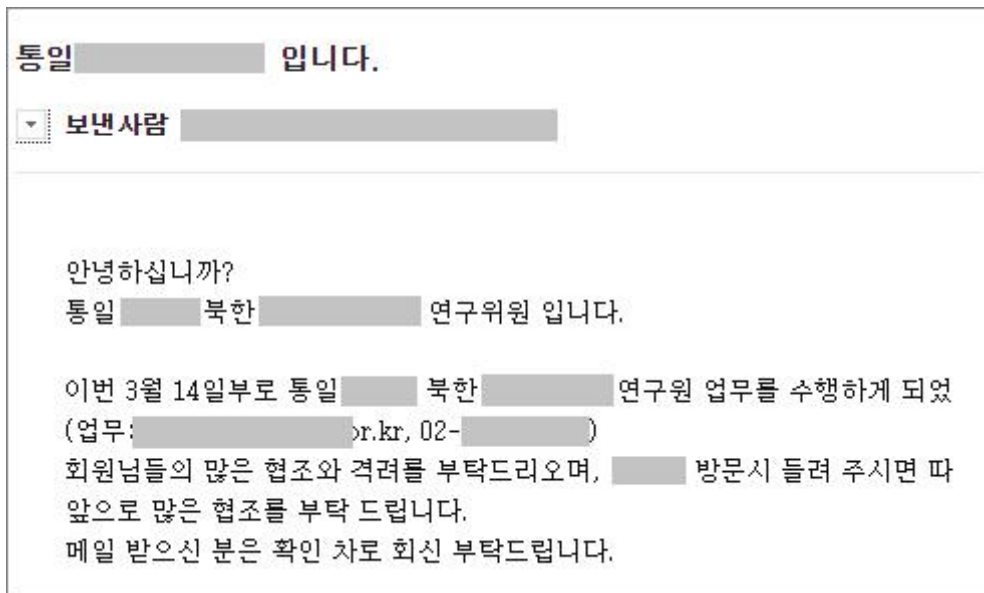 통일 입니다.
보낸사람
안녕하십니까?
통일 북한 연구위원 입니다.
이번 3월 14일부로 통일 북한 연구원 업무를 수행하게 되었
(업무: or.kr, 02- )
회원님들의 많은 협조와 격려를 부탁드리오며, 방문시 들려 주시면 따
앞으로 많은 협조를 부탁 드립니다.
메일 받으신 분은 확인 차로 회신 부탁드립니다.